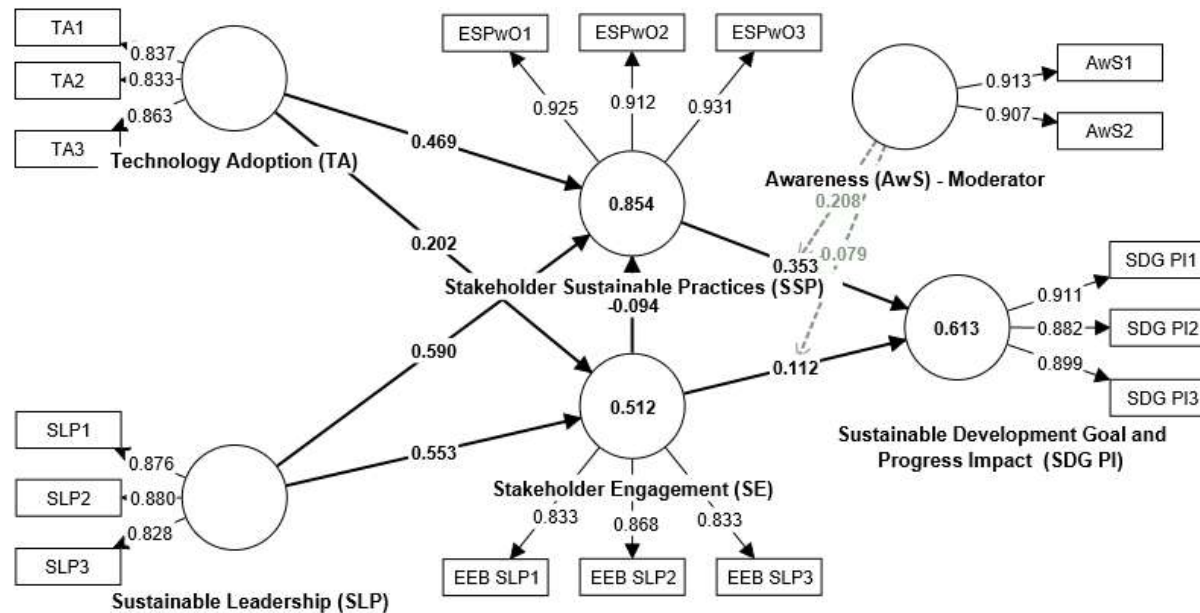 TA1
TA2
TA3
0.837
0.833
0.863
Technology Adoption (TA)
ESPwO1
ESPwO2
ESPwO3
0.925
0.912
0.931
AwS1
AwS2
0.913
0.907
Awareness (AwS) - Moderator
0.469
0.202
0.854
Stakeholder Sustainable Practices (SSP)
-0.094
0.208
-0.079
0.353
0.112
0.590
0.553
0.512
Stakeholder Engagement (SE)
0.833
0.868
0.833
EEB SLP1
EEB SLP2
EEB SLP3
0.613
0.911
0.882
0.899
SDG PI1
SDG PI2
SDG PI3
Sustainable Development Goal and
Progress Impact (SDG PI)
SLP1
SLP2
SLP3
0.876
0.880
0.828
Sustainable Leadership (SLP)